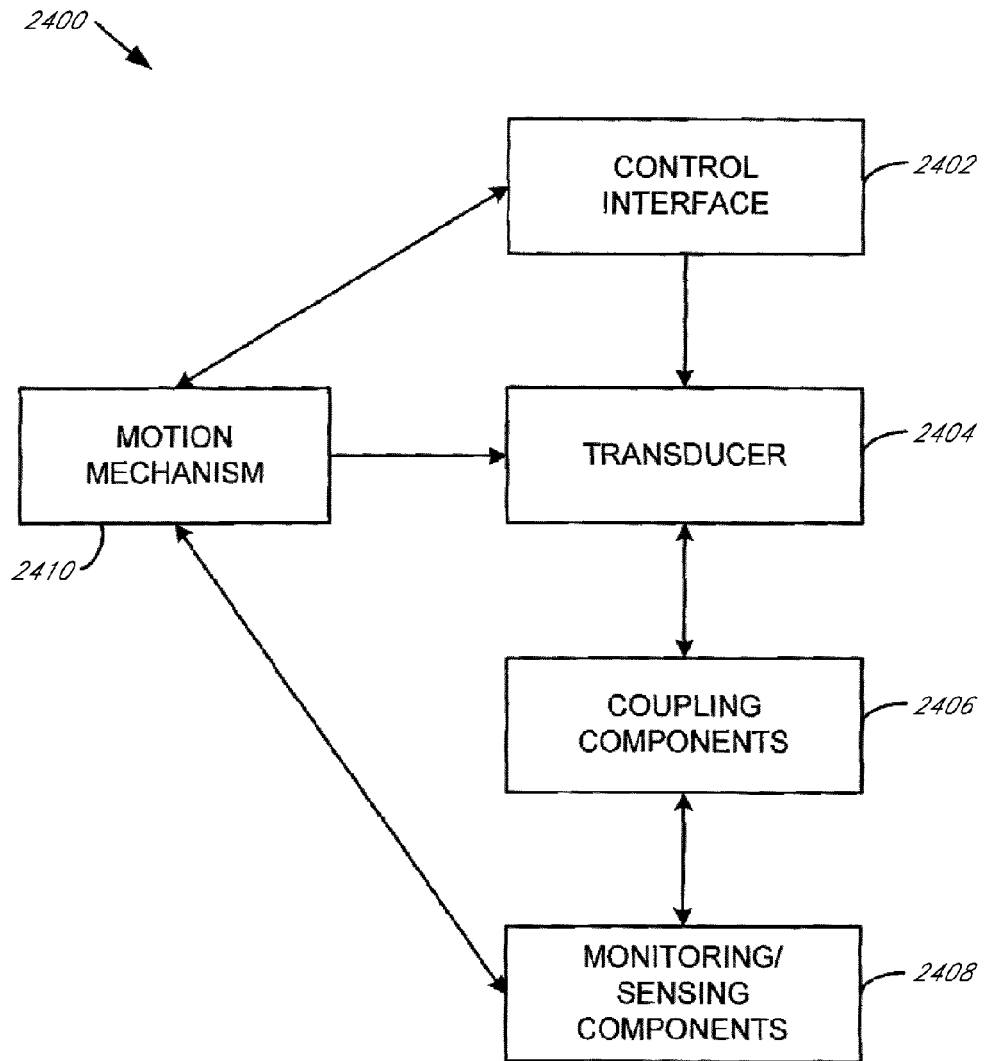 2400
CONTROL
INTERFACE
2402
MOTION
MECHANISM
2410
TRANSDUCER
2404
COUPLING
COMPONENTS
2406
MONITORING/
SENSING
COMPONENTS
2408